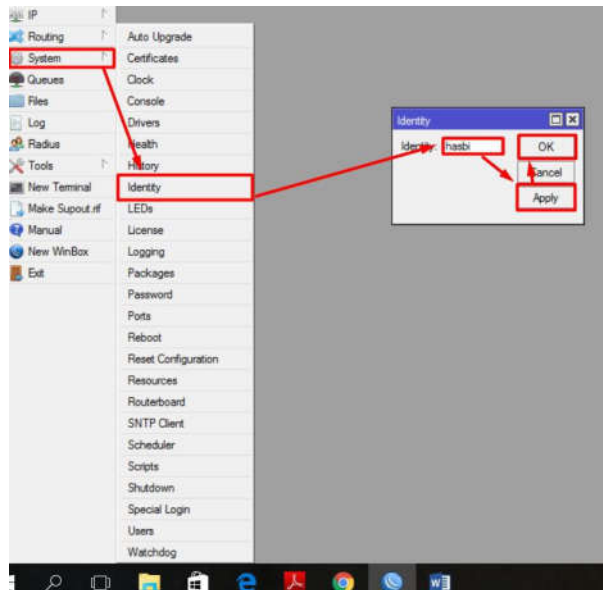 IP
Routing
System
Queues
Files
Log
Radius
Tools
New Terminal
Make Supout.rif
Manual
New WinBox
Exit
Auto Upgrade
Certificates
Clock
Console
Drivers
Health
History
Identity
LEDs
License
Logging
Packages
Password
Ports
Reboot
Reset Configuration
Resources
Routerboard
SNTP Client
Scheduler
Scripts
Shutdown
Special Login
Users
Watchdog
Identity
Identity: hasbi
OK
Cancel
Apply